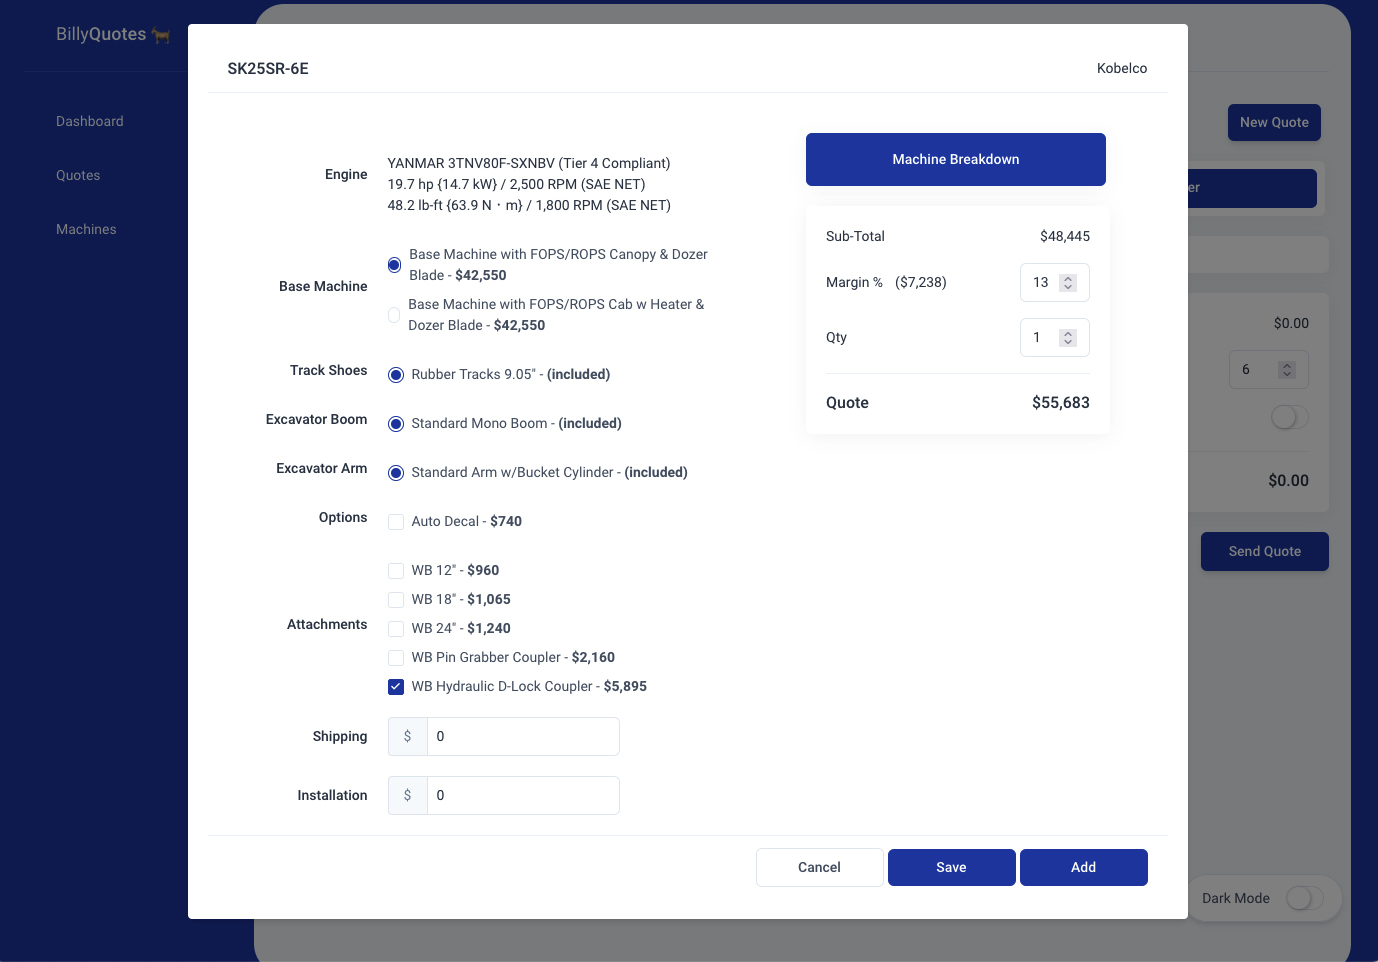 BillyQuotes
Dashboard
Quotes
Machines
SK25SR-6E
Kobelco
Engine
YANMAR 3TNV80F-SXNBV (Tier 4 Compliant)
19.7 hp {14.7 kW} / 2,500 RPM (SAE NET)
48.2 lb-ft {63.9 N・m} / 1,800 RPM (SAE NET)
Base Machine
Base Machine with FOPS/ROPS Canopy & Dozer
Blade - $42,550
Base Machine with FOPS/ROPS Cab w Heater &
Dozer Blade - $42,550
Track Shoes
Rubber Tracks 9.05" - (included)
Excavator Boom
Standard Mono Boom - (included)
Excavator Arm
Standard Arm w/Bucket Cylinder - (included)
Options
Auto Decal - $740
Attachments
WB 12" - $960
WB 18" - $1,065
WB 24" - $1,240
WB Pin Grabber Coupler - $2,160
WB Hydraulic D-Lock Coupler - $5,895
Shipping
$ 0
Installation
$ 0
Machine Breakdown
Sub-Total $48,445
Margin % ($7,238) 13
Qty 1
Quote $55,683
Cancel
Save
Add
New Quote
er
$0.00
6
$0.00
Send Quote
Dark Mode